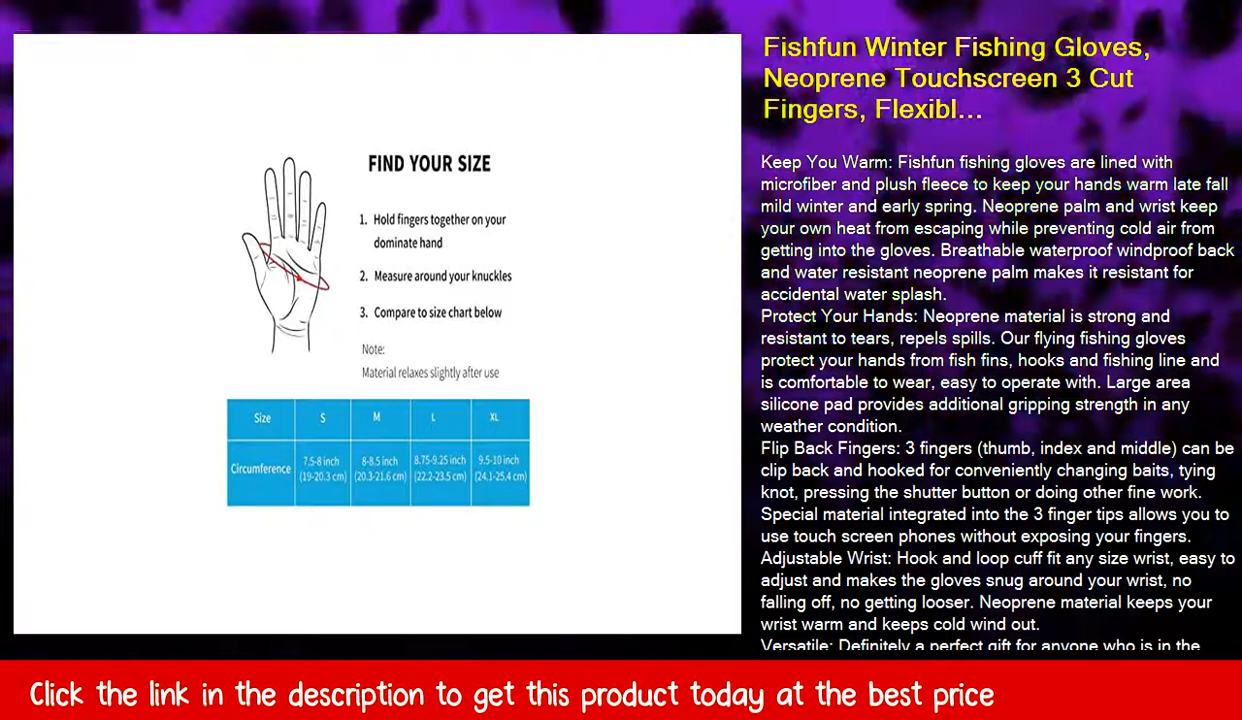 FIND YOUR SIZE
1. Hold fingers together on your
dominate hand
2. Measure around your knuckles
3. Compare to size chart below
Note:
Material relaxes slightly after use
Size S M L XL
Circumference 7.5-8 inch 8-8.5 inch 8.75-9.25 inch 9.5-10 inch
(19-20.3 cm) (20.3-21.6 cm) (22.2-23.5 cm) (24.1-25.4 cm)
Fishfun Winter Fishing Gloves,
Neoprene Touchscreen 3 Cut
Fingers, Flexibl...
Keep You Warm: Fishfun fishing gloves are lined with
microfiber and plush fleece to keep your hands warm late fall
mild winter and early spring. Neoprene palm and wrist keep
your own heat from escaping while preventing cold air from
getting into the gloves. Breathable waterproof windproof back
and water resistant neoprene palm makes it resistant for
accidental water splash.
Protect Your Hands: Neoprene material is strong and
resistant to tears, repels spills. Our flying fishing gloves
protect your hands from fish fins, hooks and fishing line and
is comfortable to wear, easy to operate with. Large area
silicone pad provides additional gripping strength in any
weather condition.
Flip Back Fingers: 3 fingers (thumb, index and middle) can be
clip back and hooked for conveniently changing baits, tying
knot, pressing the shutter button or doing other fine work.
Special material integrated into the 3 finger tips allows you to
use touch screen phones without exposing your fingers.
Adjustable Wrist: Hook and loop cuff fit any size wrist, easy to
adjust and makes the gloves snug around your wrist, no
falling off, no getting looser. Neoprene material keeps your
wrist warm and keeps cold wind out.
Versatile: Definitely a perfect gift for anyone who is in the
Click the link in the description to get this product today at the best price